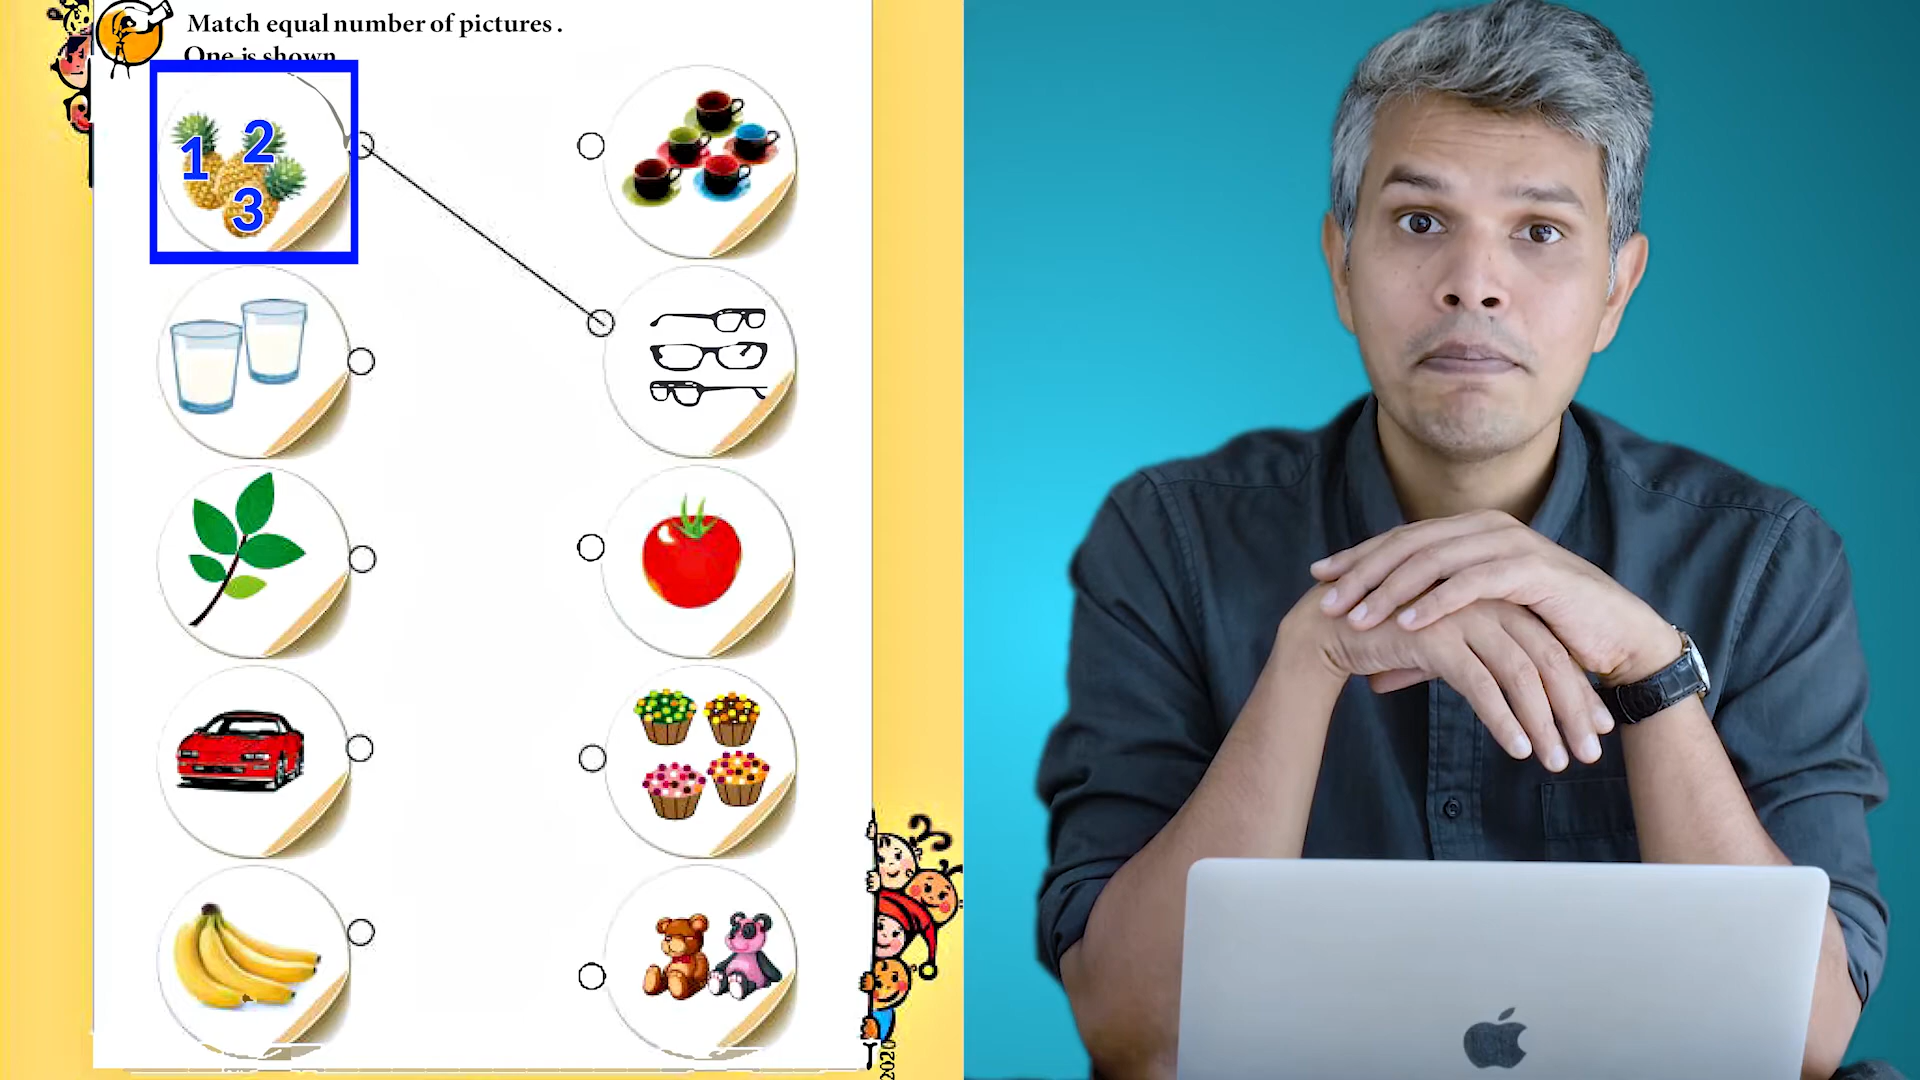 Match equal number of pictures .
One is shown
1
2
3
2020